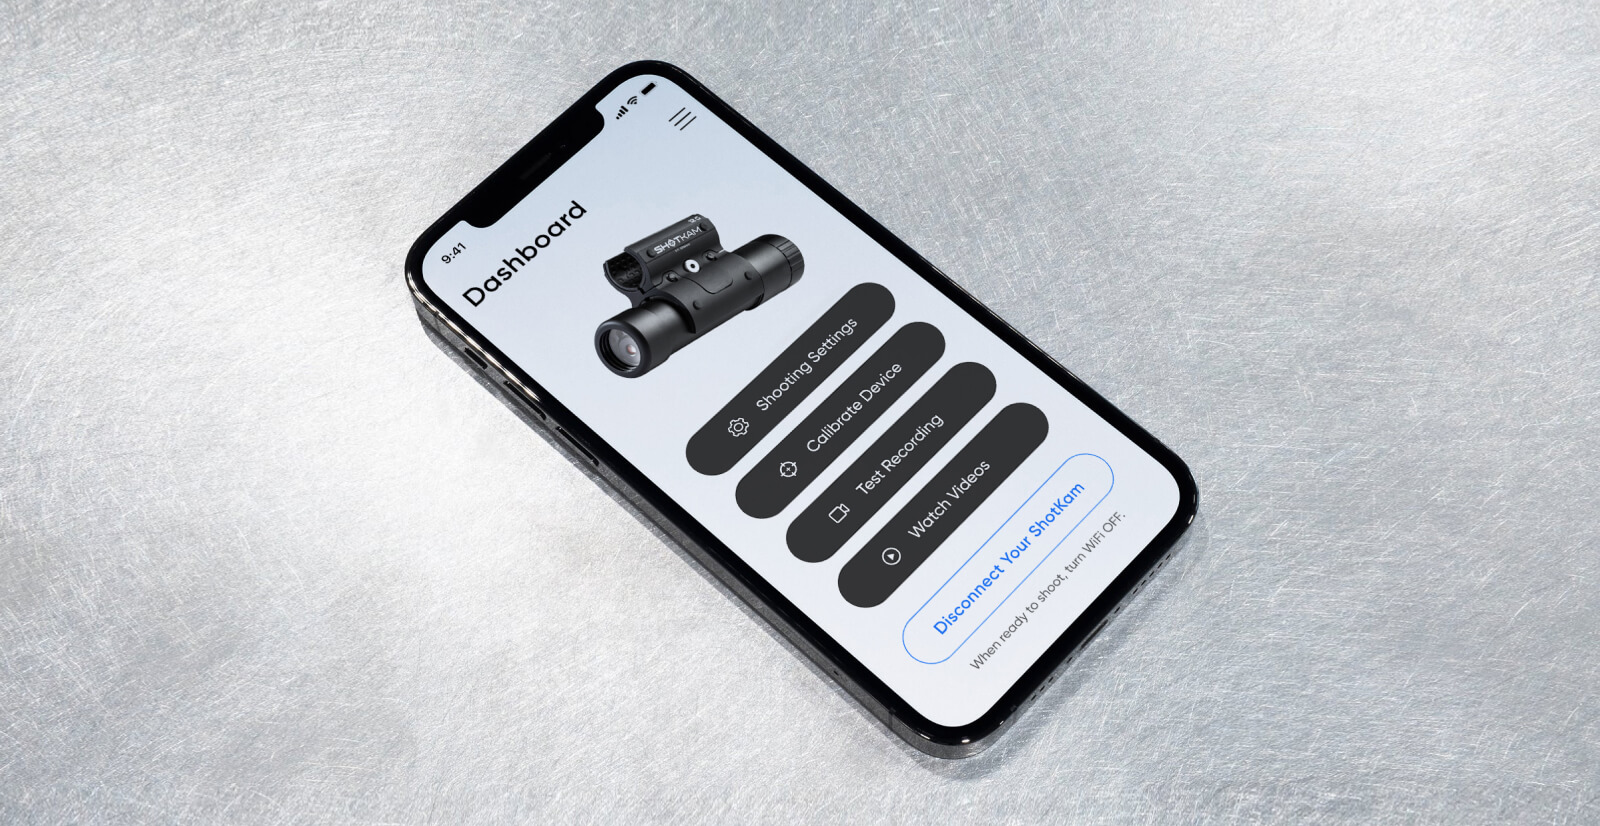 9:41
Dashboard
SHOTKAM
Shooting Settings
Calibrate Device
Test Recording
Watch Videos
Disconnect Your ShotKam
When ready to shoot, turn WiFi OFF.